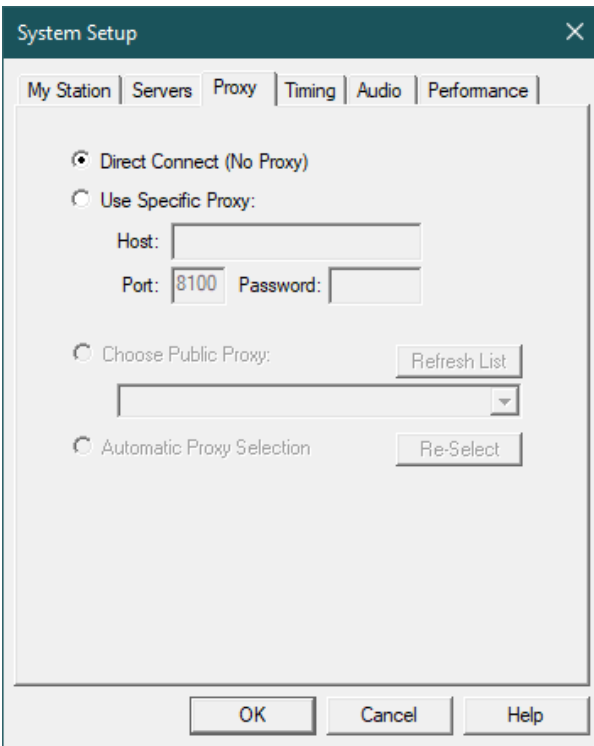 System Setup
My Station Servers Proxy Timing Audio Performance
Direct Connect (No Proxy)
Use Specific Proxy:
Host:
Port: 8100 Password:
Choose Public Proxy: Refresh List
Automatic Proxy Selection Re-Select
OK Cancel Help